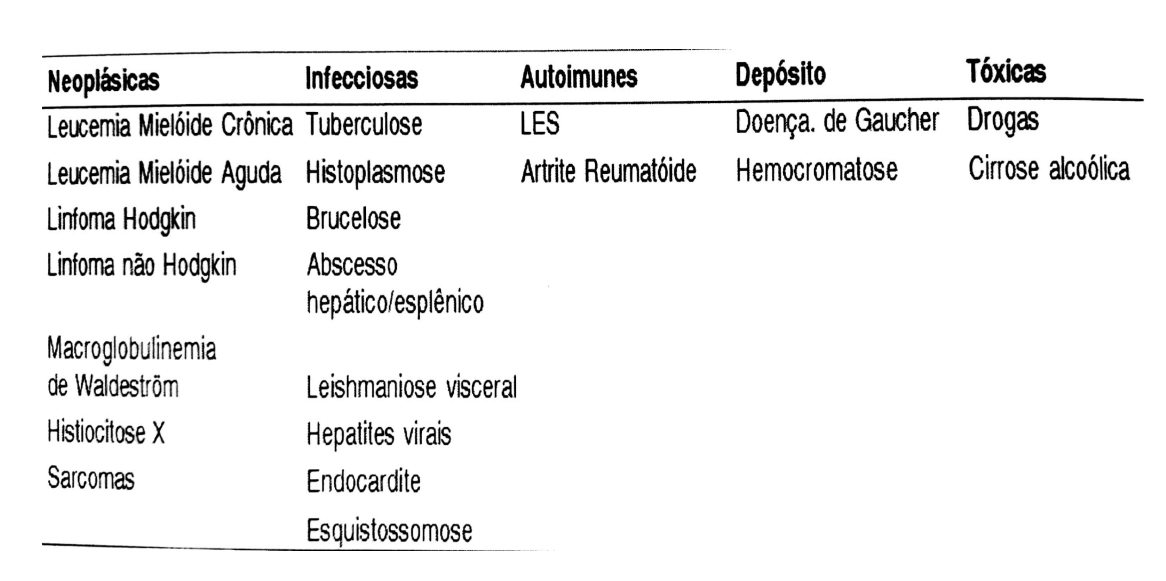 Neoplásicas Infecciosas Autoimunes Depósito Tóxicas
Leucemia Mielóide Crônica Tuberculose LES Doença. de Gaucher Drogas
Leucemia Mielóide Aguda Histoplasmose Artrite Reumatóide Hemocromatose Cirrose alcoólica
Linfoma Hodgkin Brucelose
Linfoma não Hodgkin Abscesso
hepático/esplênico
Macroglobulinemia
de Waldeström Leishmaniose visceral
Histiocitose X Hepatites virais
Sarcomas Endocardite
Esquistossomose